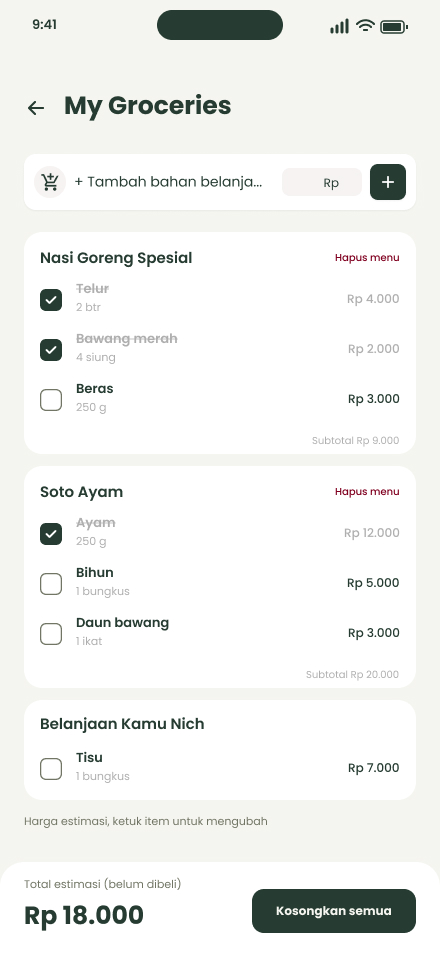 9:41
My Groceries
+ Tambah bahan belanja... Rp +
Nasi Goreng Spesial Hapus menu
Telur Rp 4.000
2 btr
Bawang merah Rp 2.000
4 siung
Beras Rp 3.000
250 g
Subtotal Rp 9.000
Soto Ayam Hapus menu
Ayam Rp 12.000
250 g
Bihun Rp 5.000
1 bungkus
Daun bawang Rp 3.000
1 ikat
Subtotal Rp 20.000
Belanjaan Kamu Nich
Tisu Rp 7.000
1 bungkus
Harga estimasi, ketuk item untuk mengubah
Total estimasi (belum dibeli)
Rp 18.000 Kosongkan semua